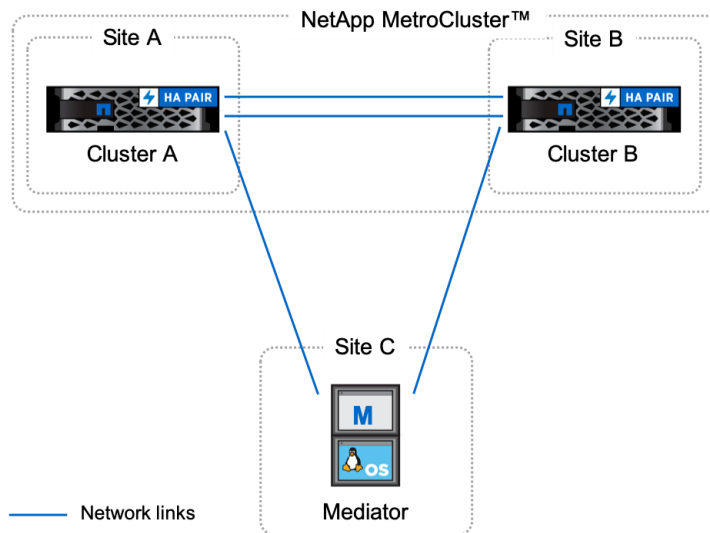 NetApp MetroCluster™
Site A
Site B
HA PAIR
HA PAIR
Cluster A
Cluster B
Site C
M
OS
Mediator
Network links